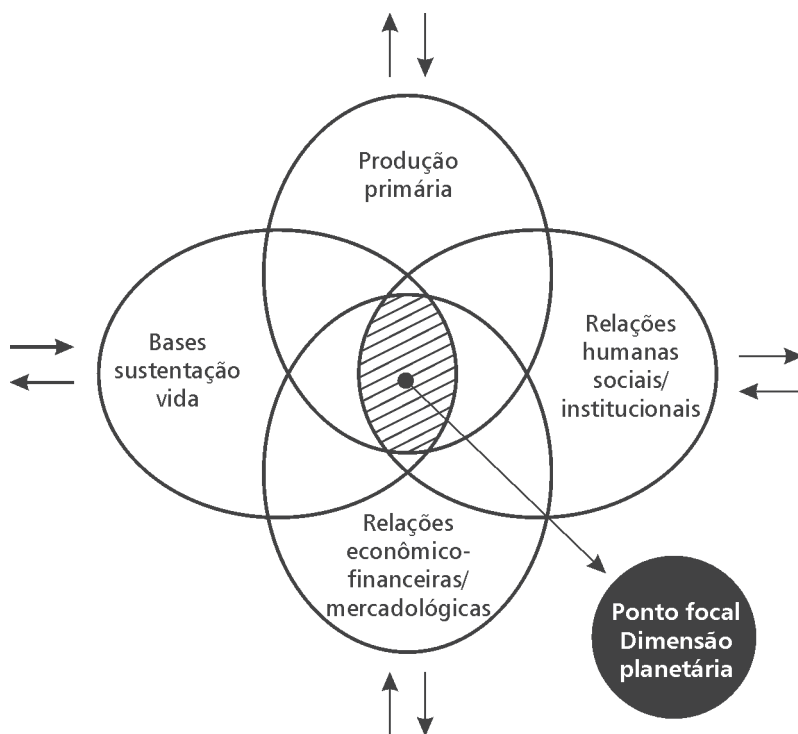 Produção
primária
Bases
sustentação
vida
Relações
humanas
sociais/
institucionais
Relações
econômico-
financeiras/
mercadológicas
Ponto focal
Dimensão
planetária